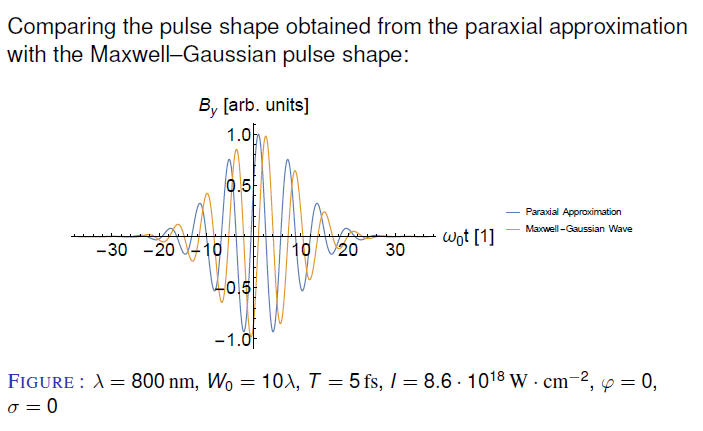 Comparing the pulse shape obtained from the paraxial approximation
with the Maxwell–Gaussian pulse shape:
B_y [arb. units]
1.0
0.5
-30 -20 -10 10 20 30 ω₀t [1]
-0.5
-1.0
Paraxial Approximation
Maxwell-Gaussian Wave
FIGURE : λ = 800 nm, W₀ = 10λ, T = 5 fs, I = 8.6 · 10¹⁸ W · cm⁻², φ = 0,
σ = 0